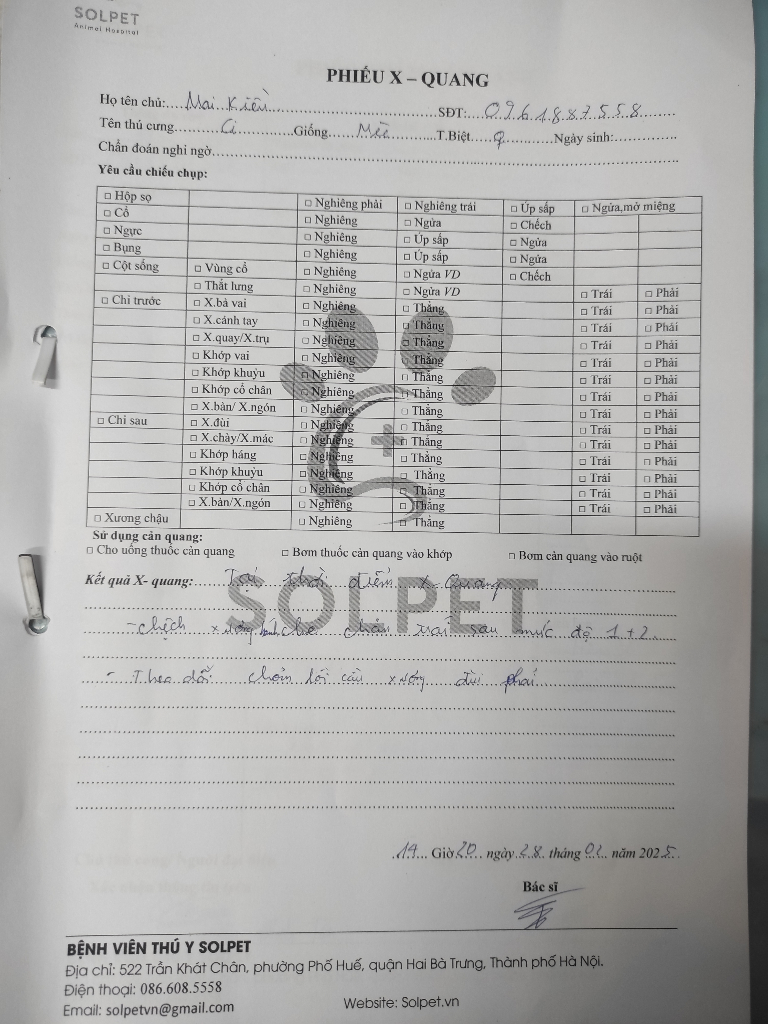 SOLPET
Animal Hospital
PHIẾU X – QUANG
Họ tên chủ:....Mai Kiều....SĐT:...0961887558....
Tên thú cưng....Ci....Giống....Mèo....T.Biệt....♀....Ngày sinh:....
Chẩn đoán nghi ngờ....
Yêu cầu chiếu chụp:
□ Hộp sọ □ Nghiêng phải □ Nghiêng trái □ Úp sấp □ Ngửa,mở miệng
□ Cổ □ Nghiêng □ Ngửa □ Chếch
□ Ngực □ Nghiêng □ Úp sấp □ Ngửa
□ Bụng □ Nghiêng □ Úp sấp □ Ngửa
□ Cột sống □ Vùng cổ □ Nghiêng □ Ngửa VD □ Chếch
□ Thắt lưng □ Nghiêng □ Ngửa VD □ Trái □ Phải
□ Chi trước □ X.bả vai □ Nghiêng □ Thẳng □ Trái □ Phải
□ X.cánh tay □ Nghiêng □ Thẳng □ Trái □ Phải
□ X.quay/X.trụ □ Nghiêng □ Thẳng □ Trái □ Phải
□ Khớp vai □ Nghiêng □ Thẳng □ Trái □ Phải
□ Khớp khuỷu □ Nghiêng □ Thẳng □ Trái □ Phải
□ Khớp cổ chân □ Nghiêng □ Thẳng □ Trái □ Phải
□ X.bàn/ X.ngón □ Nghiêng □ Thẳng □ Trái □ Phải
□ Chi sau □ X.đùi □ Nghiêng □ Thẳng □ Trái □ Phải
□ X.chày/X.mác □ Nghiêng □ Thẳng □ Trái □ Phải
□ Khớp háng □ Nghiêng □ Thẳng □ Trái □ Phải
□ Khớp khuỷu □ Nghiêng □ Thẳng □ Trái □ Phải
□ Khớp cổ chân □ Nghiêng □ Thẳng □ Trái □ Phải
□ X.bàn/X.ngón □ Nghiêng □ Thẳng □ Trái □ Phải
□ Xương chậu □ Nghiêng □ Thẳng
Sử dụng cản quang:
□ Cho uống thuốc cản quang □ Bơm thuốc cản quang vào khớp □ Bơm cản quang vào ruột
Kết quả X- quang:....Tại thời điểm X-Quang
SOLPET
- chệch xương bánh chè chân trái sau mức độ 1+2.
- Theo dõi chỏm lồi cầu xương đùi phải
.19... Giờ 20. ngày.28. tháng.02. năm 2025.
Bác sĩ
BỆNH VIÊN THÚ Y SOLPET
Địa chỉ: 522 Trần Khát Chân, phường Phố Huế, quận Hai Bà Trưng, Thành phố Hà Nội.
Điện thoại: 086.608.5558
Email: solpetvn@gmail.com Website: Solpet.vn